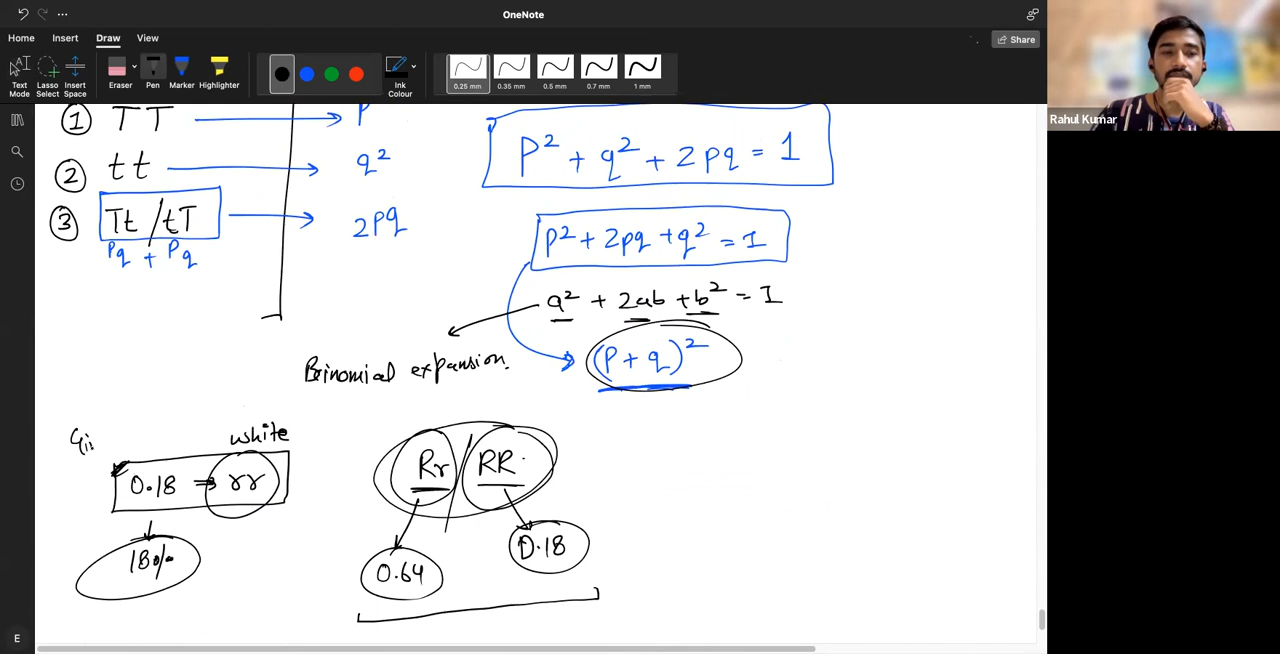 OneNote
Home Insert Draw View
Share
Text Mode Lasso Select Insert Space Eraser Pen Marker Highlighter Ink Colour 0.25 mm 0.35 mm 0.5 mm 0.7 mm 1 mm
Rahul Kumar
① TT → P
② tt → q²
③ Tt / tT → 2Pq
Pq + Pq
P² + q² + 2pq = 1
P² + 2pq + q² = 1
a² + 2ab + b² = 1
(P + q)²
Binomial expansion.
white
0.18 → rr
18%
Rr / RR
0.64 0.18
E